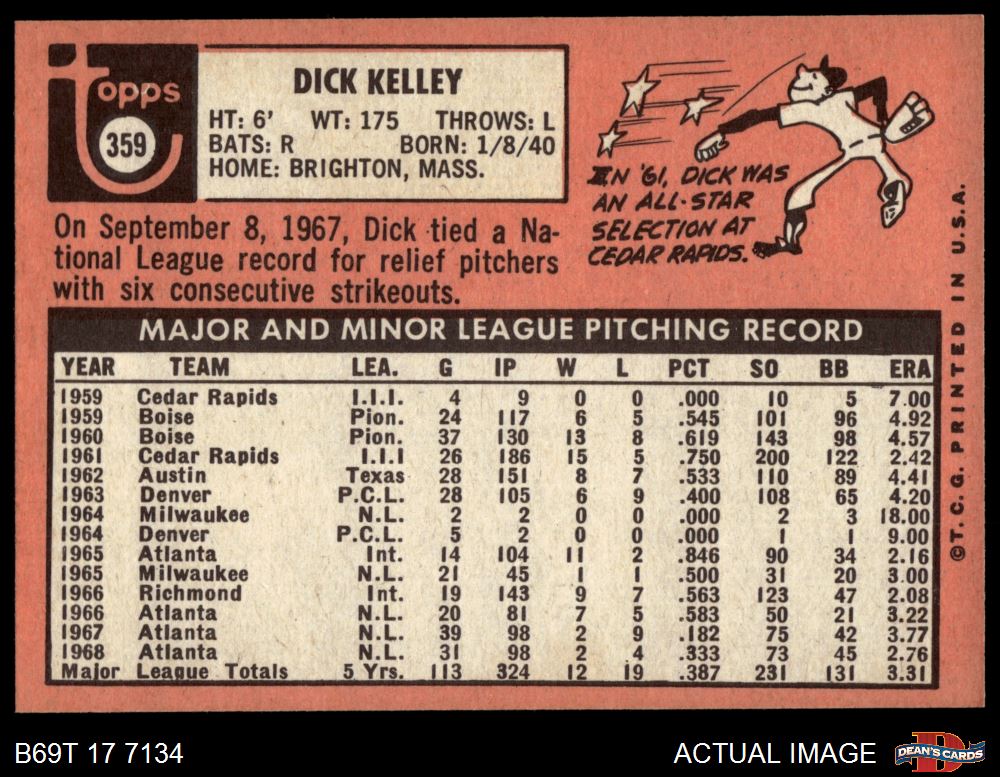 Topps
359
DICK KELLEY
HT: 6' WT: 175 THROWS: L
BATS: R BORN: 1/8/40
HOME: BRIGHTON, MASS.
IN '61, DICK WAS
AN ALL-STAR
SELECTION AT
CEDAR RAPIDS.
On September 8, 1967, Dick tied a Na-
tional League record for relief pitchers
with six consecutive strikeouts.
MAJOR AND MINOR LEAGUE PITCHING RECORD
YEAR TEAM LEA. G IP W L PCT SO BB ERA
1959 Cedar Rapids I.I.I. 4 9 0 0 .000 10 5 7.00
1959 Boise Pion. 24 117 6 5 .545 101 96 4.92
1960 Boise Pion. 37 130 13 8 .619 143 98 4.57
1961 Cedar Rapids I.I.I 26 186 15 5 .750 200 122 2.42
1962 Austin Texas 28 151 8 7 .533 110 89 4.41
1963 Denver P.C.L. 28 105 6 9 .400 108 65 4.20
1964 Milwaukee N.L. 2 2 0 0 .000 2 3 18.00
1964 Denver P.C.L. 5 2 0 0 .000 1 1 9.00
1965 Atlanta Int. 14 104 11 2 .846 90 34 2.16
1965 Milwaukee N.L. 21 45 1 1 .500 31 20 3.00
1966 Richmond Int. 19 143 9 7 .563 123 47 2.08
1966 Atlanta N.L. 20 81 7 5 .583 50 21 3.22
1967 Atlanta N.L. 39 98 2 9 .182 75 42 3.77
1968 Atlanta N.L. 31 98 2 4 .333 73 45 2.76
Major League Totals 5 Yrs. 113 324 12 19 .387 231 131 3.31
©T.C.G. PRINTED IN U.S.A.
B69T 17 7134
ACTUAL IMAGE
D
DEAN'S CARDS